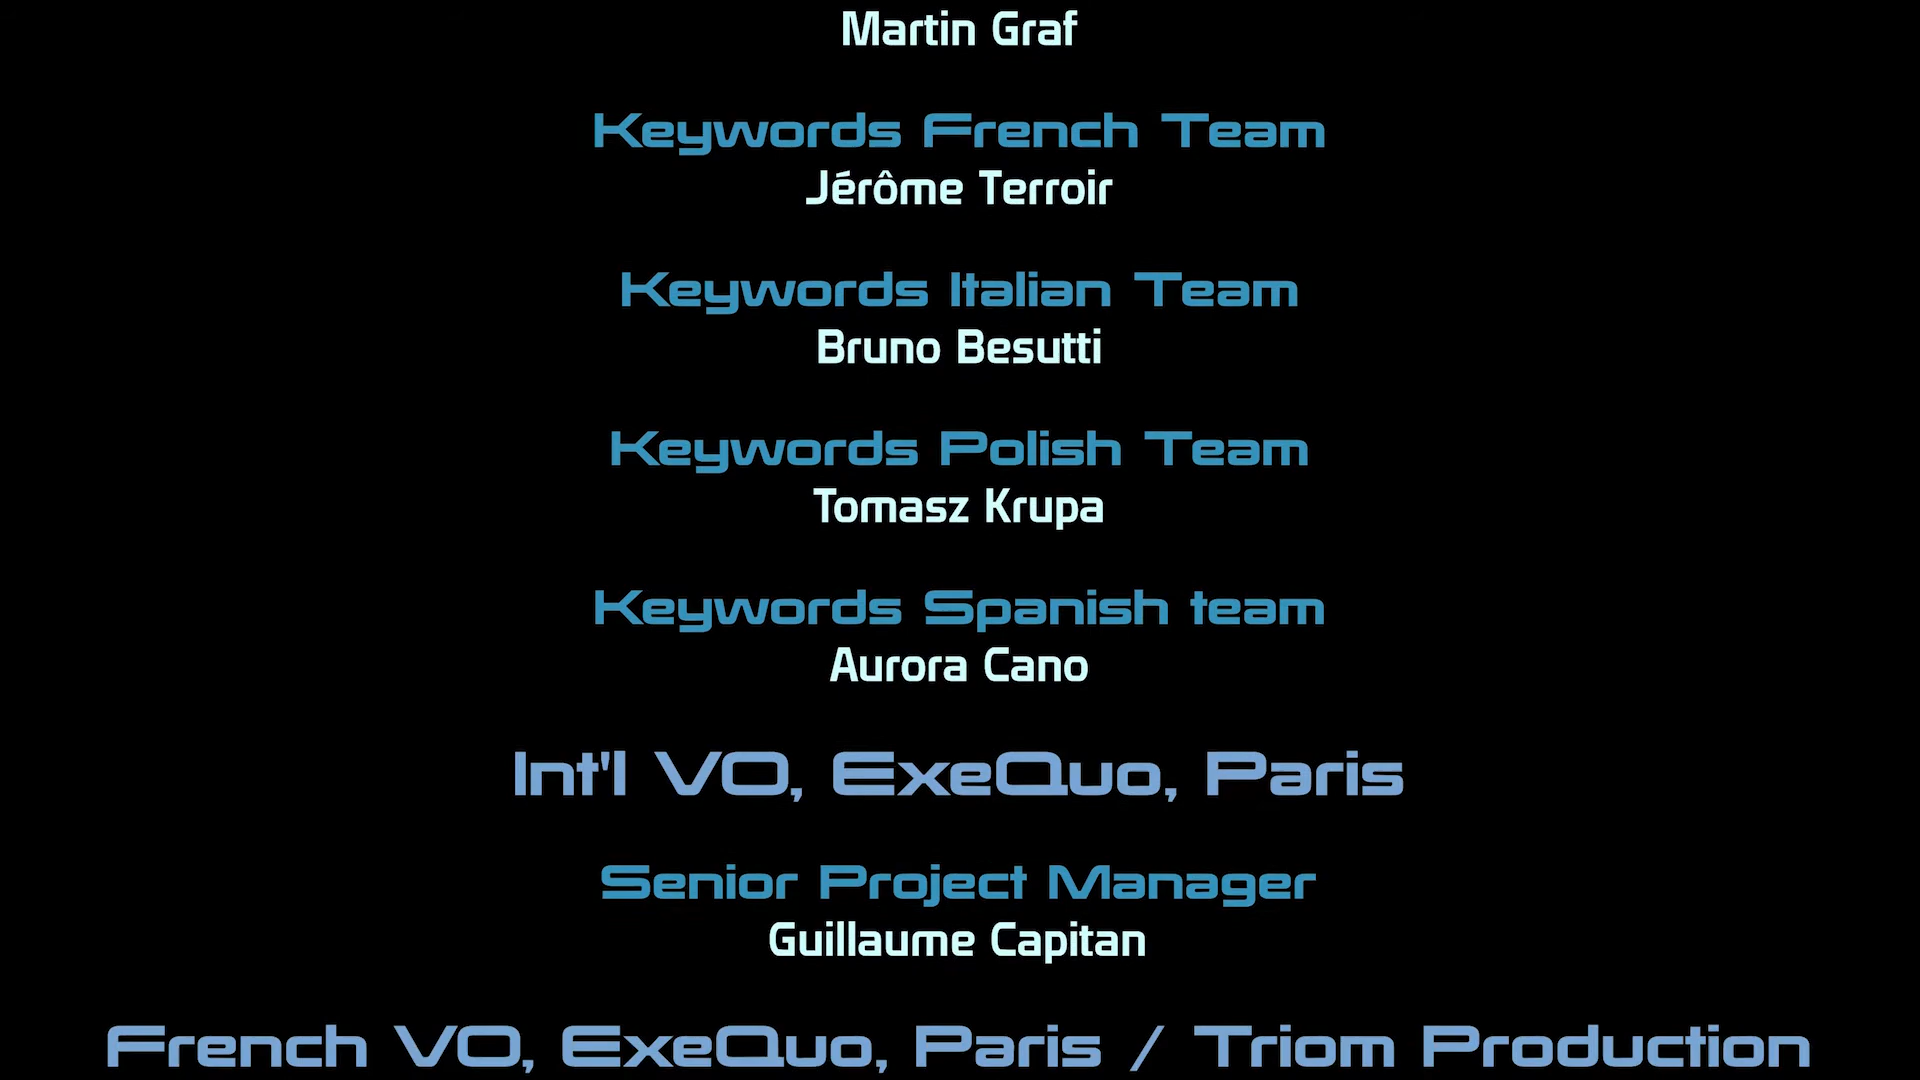 Martin Graf
Keywords French Team
Jérôme Terroir
Keywords Italian Team
Bruno Besutti
Keywords Polish Team
Tomasz Krupa
Keywords Spanish team
Aurora Cano
Int'l VO, ExeQuo, Paris
Senior Project Manager
Guillaume Capitan
French VO, ExeQuo, Paris / Triom Production